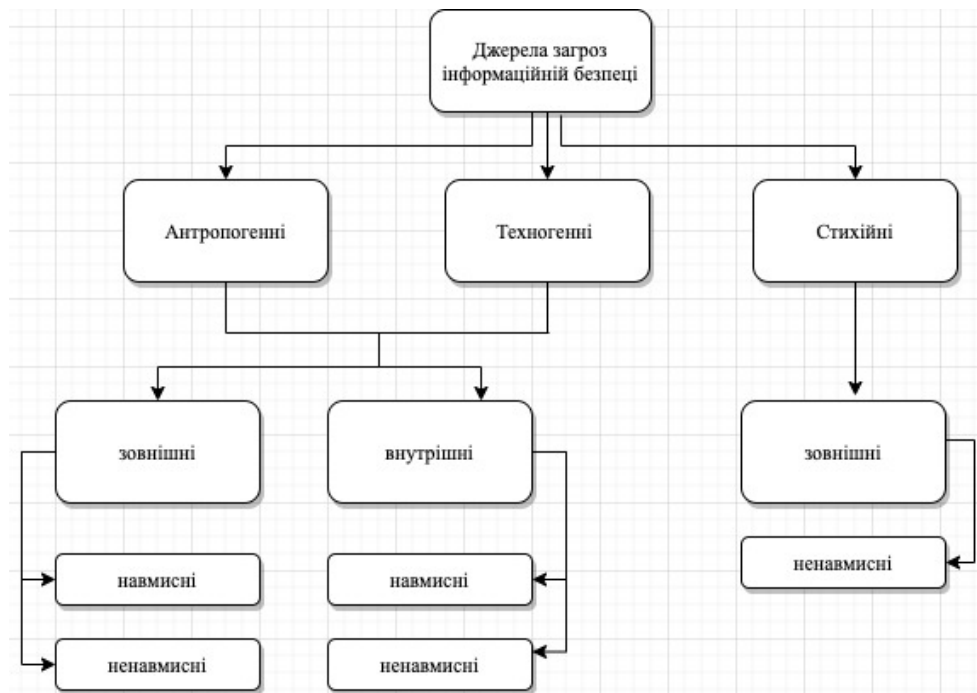 Джерела загроз
інформаційній безпеці
Антропогенні
Техногенні
Стихійні
зовнішні
внутрішні
зовнішні
навмисні
навмисні
ненавмисні
ненавмисні
ненавмисні